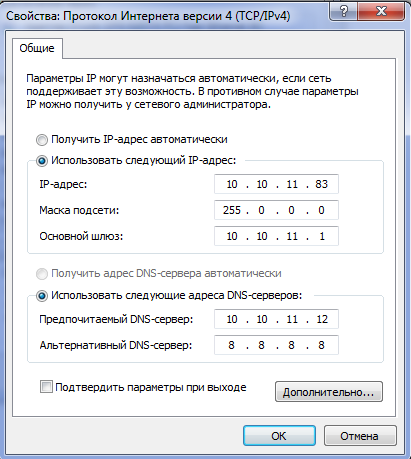 Свойства: Протокол Интернета версии 4 (TCP/IPv4)
Общие
Параметры IP могут назначаться автоматически, если сеть
поддерживает эту возможность. В противном случае параметры
IP можно получить у сетевого администратора.
Получить IP-адрес автоматически
Использовать следующий IP-адрес:
IP-адрес: 10 . 10 . 11 . 83
Маска подсети: 255 . 0 . 0 . 0
Основной шлюз: 10 . 10 . 11 . 1
Получить адрес DNS-сервера автоматически
Использовать следующие адреса DNS-серверов:
Предпочитаемый DNS-сервер: 10 . 10 . 11 . 12
Альтернативный DNS-сервер: 8 . 8 . 8 . 8
Подтвердить параметры при выходе
Дополнительно...
ОК Отмена